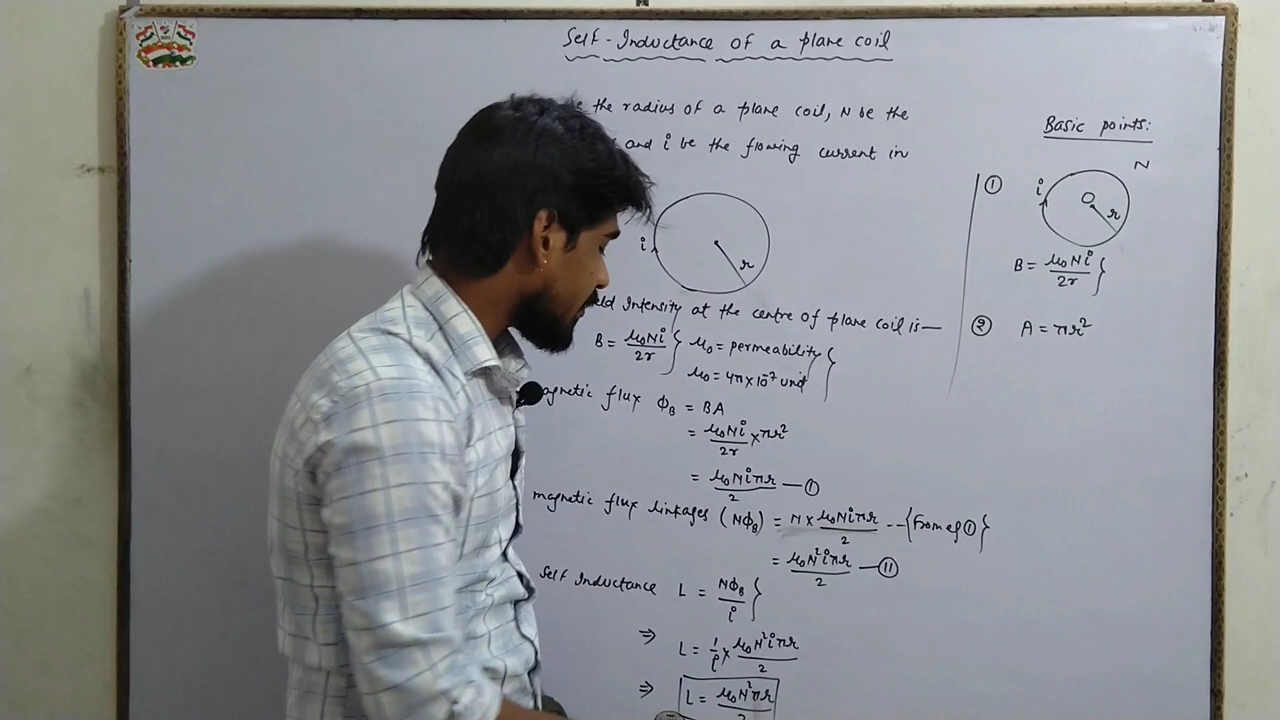 Self-Inductance of a plane coil
the radius of a plane coil, N be the
and i be the flowing current in
i
r
Intensity at the centre of plane coil is—
B = μ₀Ni/2r } μ₀ = permeability }
μ₀ = 4π×10⁻⁷ unit
magnetic flux Φ_B = BA
= μ₀Ni/2r × πr²
= μ₀Niπr/2 —①
magnetic flux linkages (NΦ_B) = N × μ₀Niπr/2 --{From eq ①}
= μ₀N²iπr/2 —⑪
Self Inductance L = NΦ_B/i }
⇒ L = 1/i × μ₀N²iπr/2
⇒ L = μ₀N²πr/2
Basic points:
① N
i
O
r
B = μ₀Ni/2r }
② A = πr²